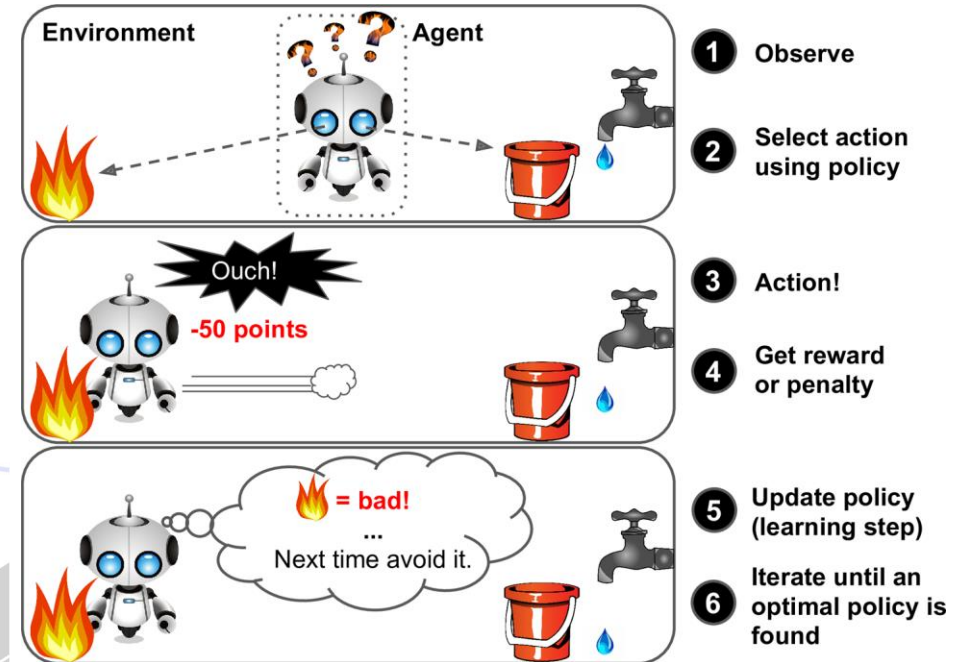 Environment
Agent
? ? ?
1 Observe
2 Select action
using policy
Ouch!
-50 points
3 Action!
4 Get reward
or penalty
= bad!
...
Next time avoid it.
5 Update policy
(learning step)
6 Iterate until an
optimal policy is
found